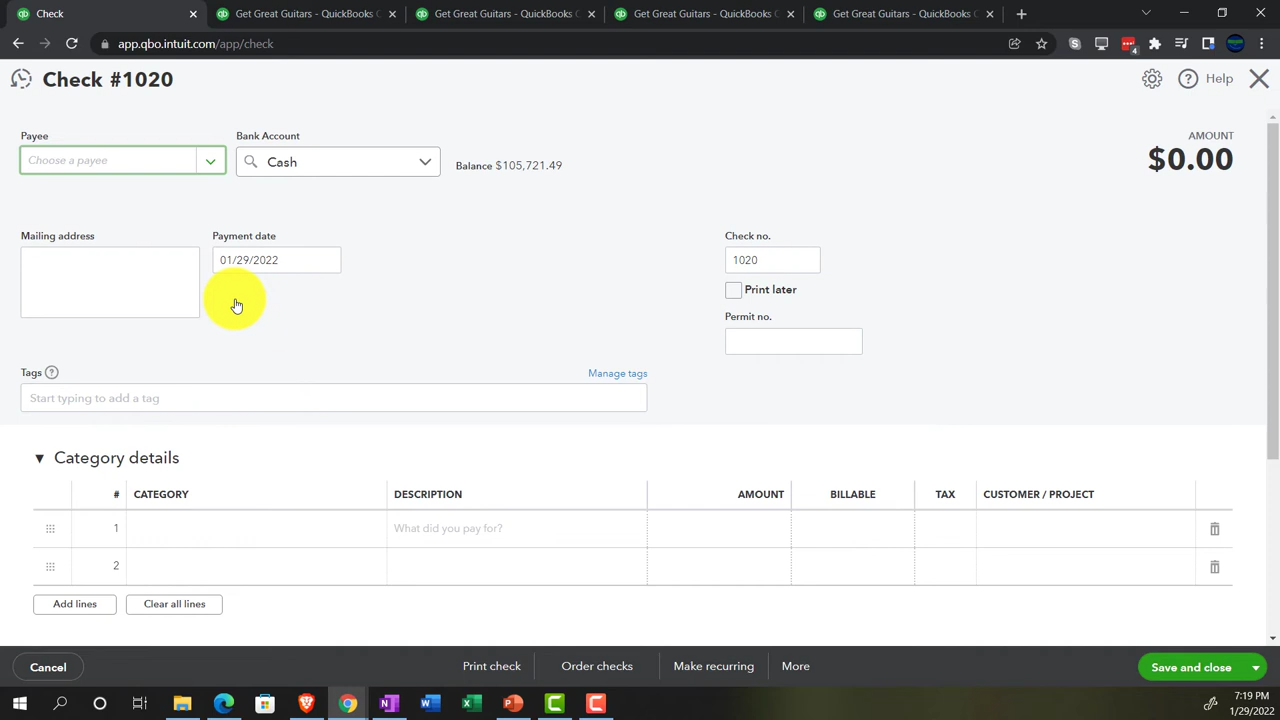 Check
Get Great Guitars - QuickBooks
Get Great Guitars - QuickBooks
Get Great Guitars - QuickBooks
Get Great Guitars - QuickBooks
app.qbo.intuit.com/app/check
4
Check #1020
Help
Payee
Bank Account
AMOUNT
Choose a payee
Cash
Balance $105,721.49
$0.00
Mailing address
Payment date
Check no.
01/29/2022
1020
Print later
Permit no.
Tags
Manage tags
Start typing to add a tag
Category details
# CATEGORY DESCRIPTION AMOUNT BILLABLE TAX CUSTOMER / PROJECT
1 What did you pay for?
2
Add lines
Clear all lines
Cancel
Print check
Order checks
Make recurring
More
Save and close
7:19 PM
1/29/2022